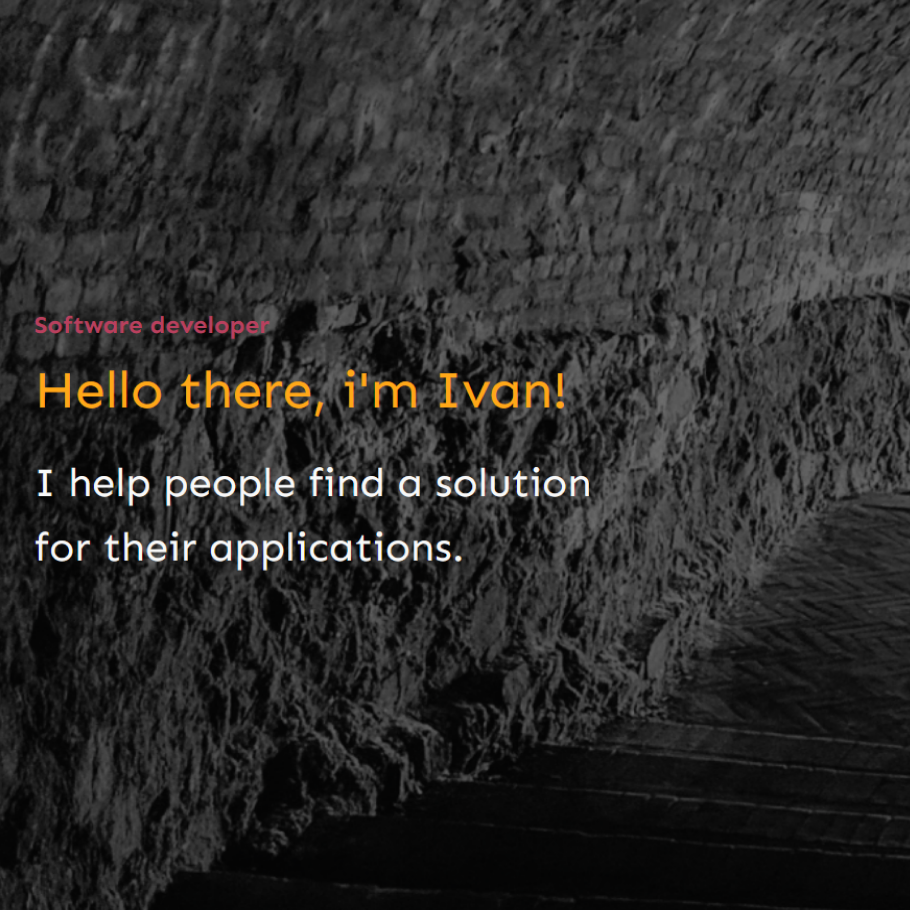 Software developer
Hello there, i'm Ivan!
I help people find a solution
for their applications.